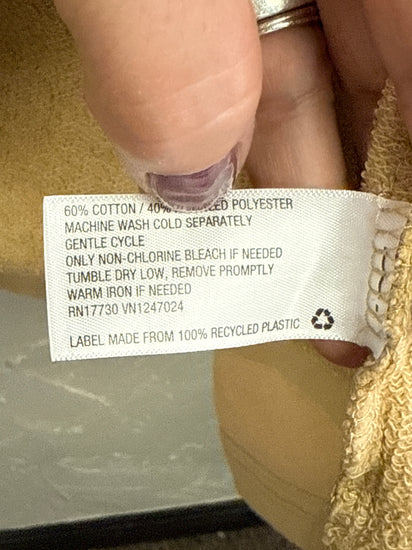 60% COTTON / 40% POLYESTER
MACHINE WASH COLD SEPARATELY
GENTLE CYCLE
ONLY NON-CHLORINE BLEACH IF NEEDED
TUMBLE DRY LOW, REMOVE PROMPTLY
WARM IRON IF NEEDED
RN17730 VN1247024
LABEL MADE FROM 100% RECYCLED PLASTIC